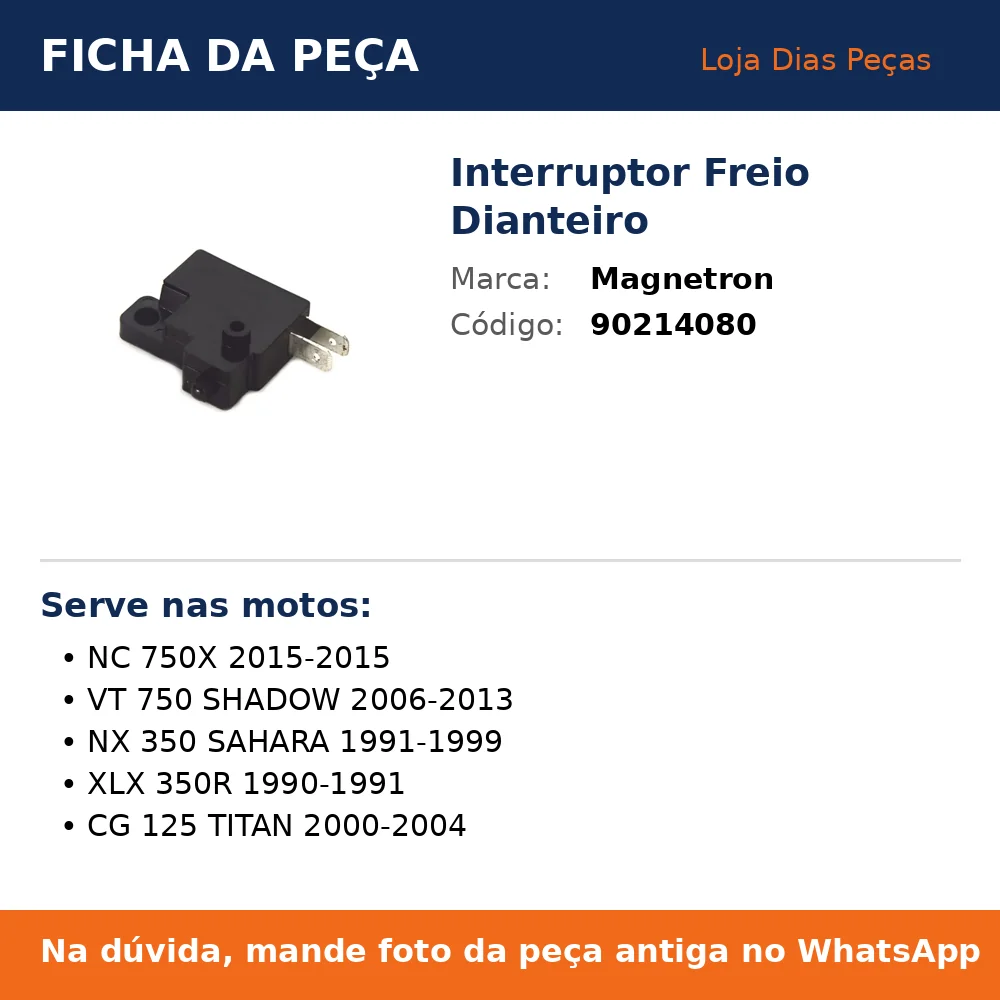 FICHA DA PEÇA
Loja Dias Peças
Interruptor Freio
Dianteiro
Marca: Magnetron
Código: 90214080
Serve nas motos:
• NC 750X 2015-2015
• VT 750 SHADOW 2006-2013
• NX 350 SAHARA 1991-1999
• XLX 350R 1990-1991
• CG 125 TITAN 2000-2004
Na dúvida, mande foto da peça antiga no WhatsApp